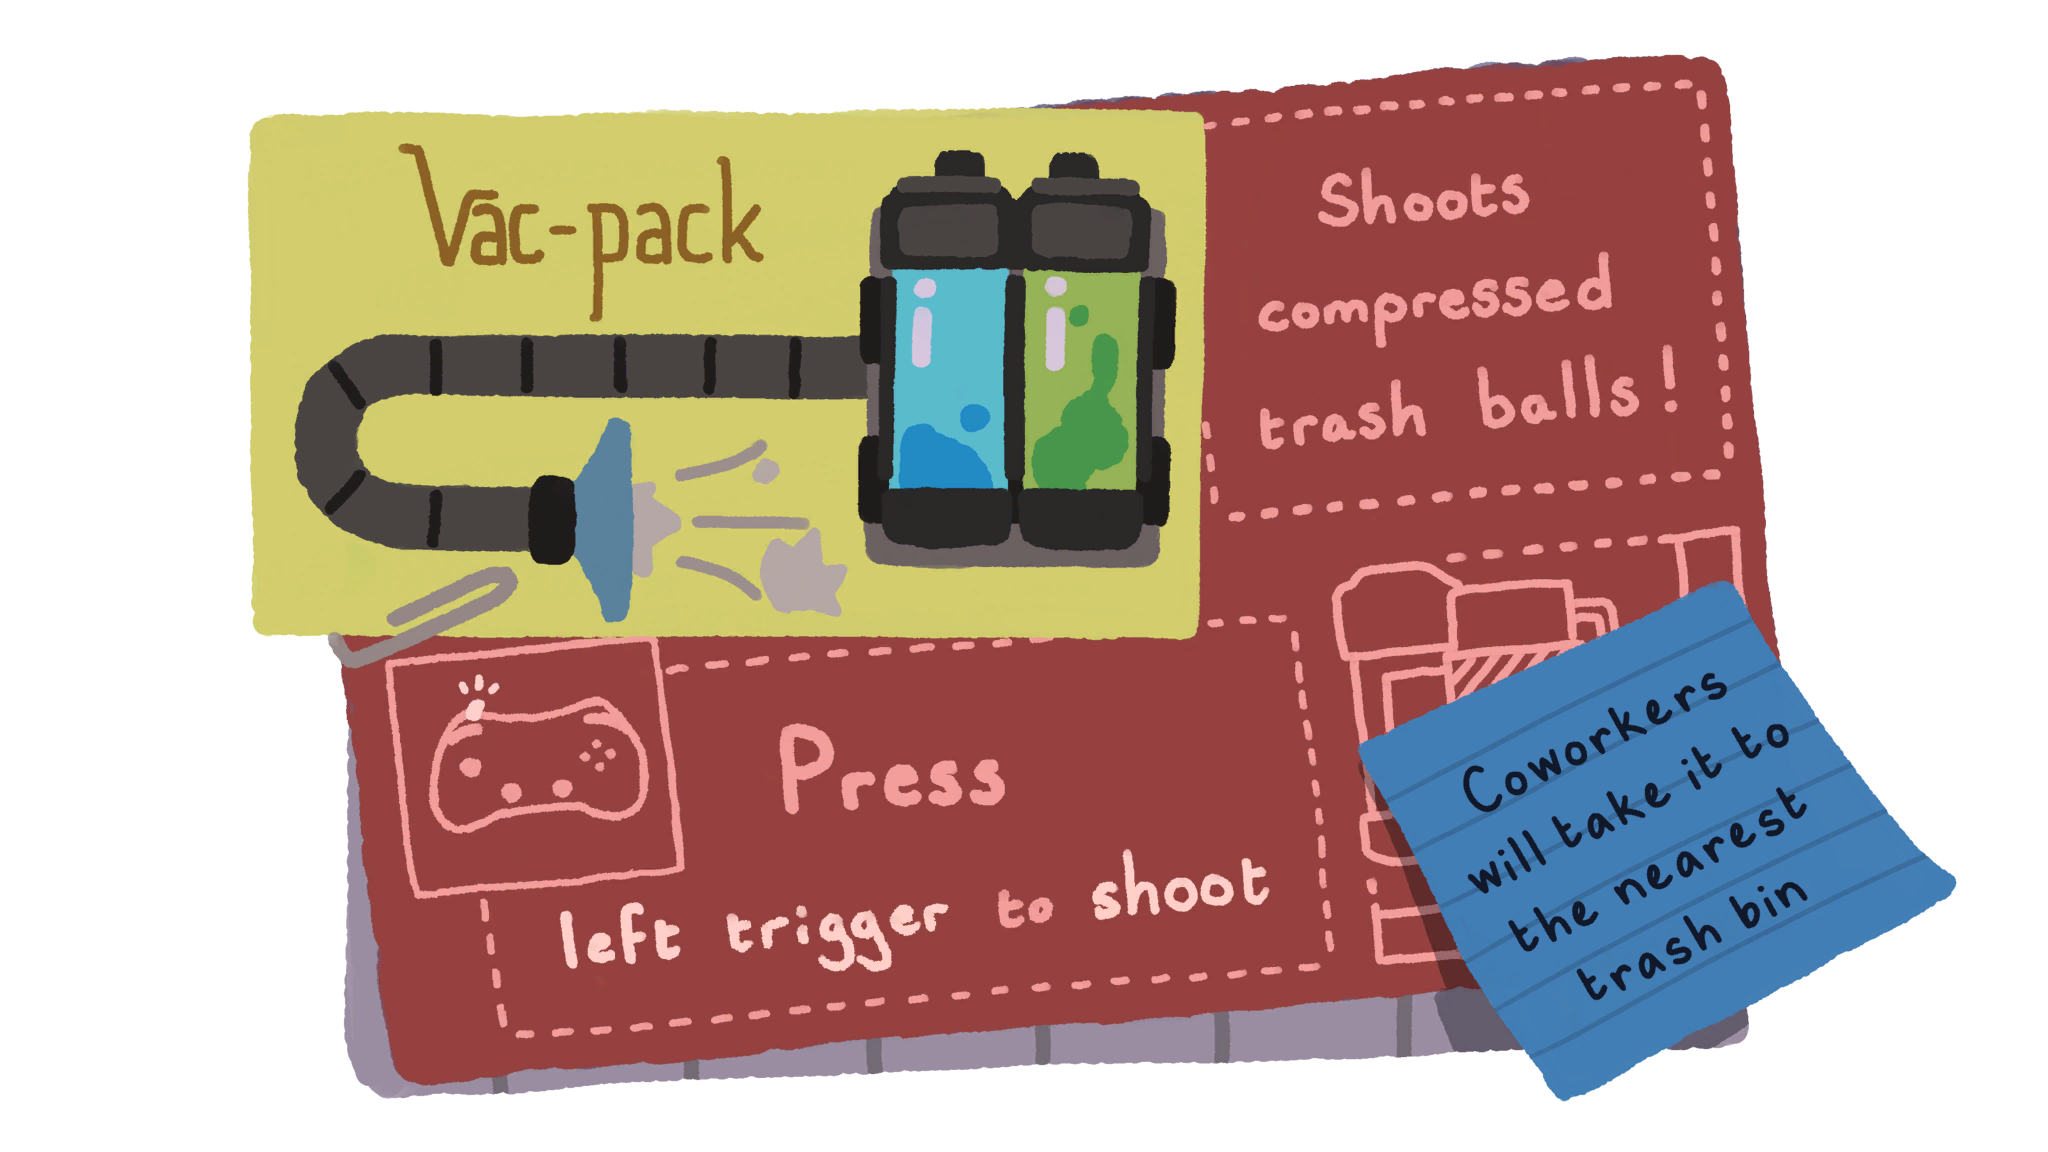 Vac-pack
Shoots
compressed
trash balls!
Press
left trigger to shoot
Coworkers
will take it to
the nearest
trash bin